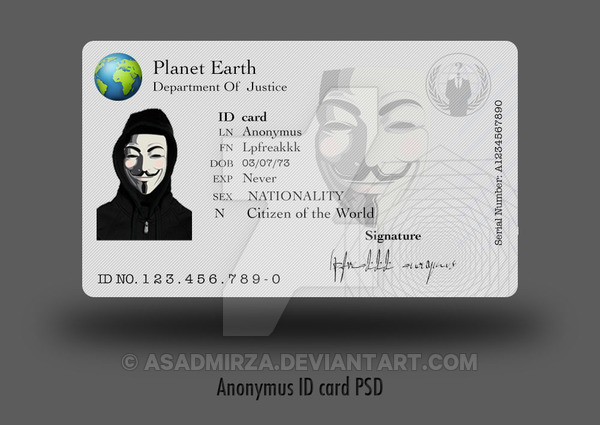 Planet Earth
Department Of Justice
ID card
LN Anonymus
FN Lpfreakkk
DOB 03/07/73
EXP Never
SEX NATIONALITY
N Citizen of the World
Signature
ID NO. 123.456.789-0
Serial Number: A1234567890
© ASADMIRZA.DEVIANTART.COM
Anonymus ID card PSD